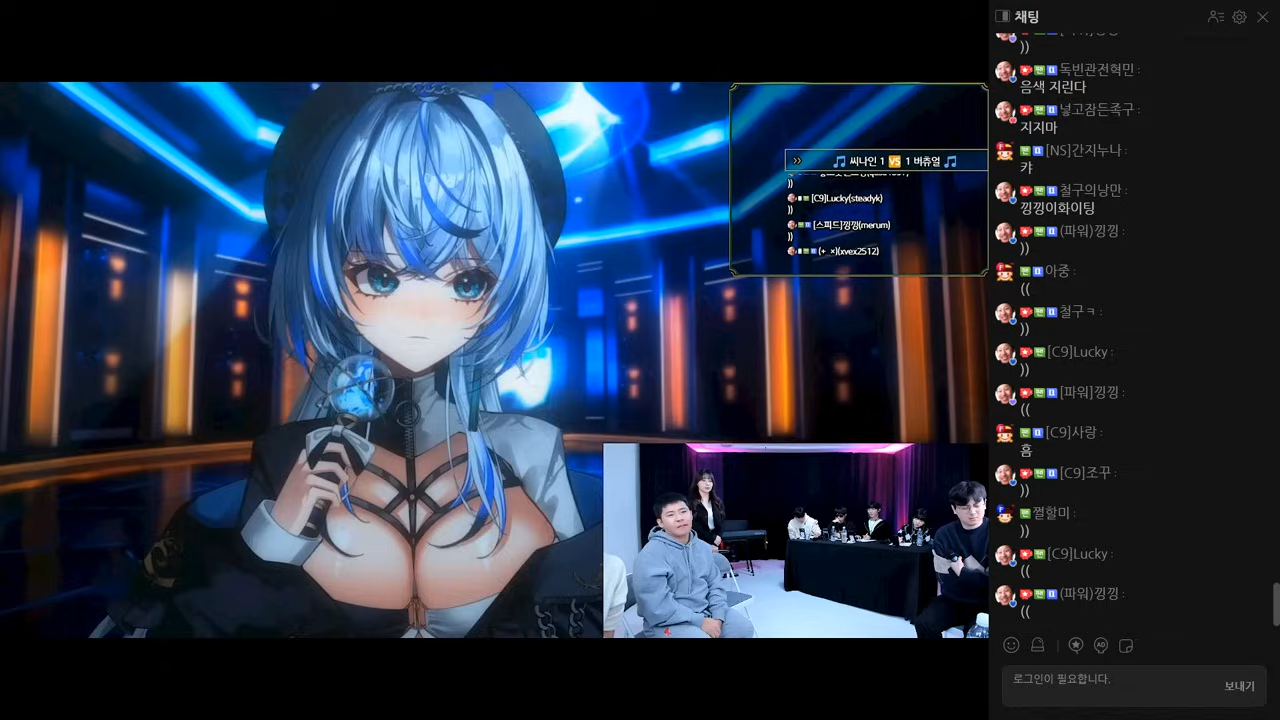 채팅
))
독빈관전혁민 :
음색 지린다
넣고잠든족구 :
지지마
[NS]간지누나 :
캬
철구의낭만 :
낑낑이화이팅
(파워)낑낑 :
))
아중 :
((
철구ㅋ :
))
[C9]Lucky :
))
[파워]낑낑 :
((
[C9]사랑 :
흠
[C9]조꾸 :
))
쩔할미 :
))
[C9]Lucky :
((
(파워)낑낑 :
((
로그인이 필요합니다.
보내기
씨나인 1 VS 1 버츄얼
))
[C9]Lucky(steadyk)
))
[스피드]낑낑(merum)
))
(+_×)(xvex2512)